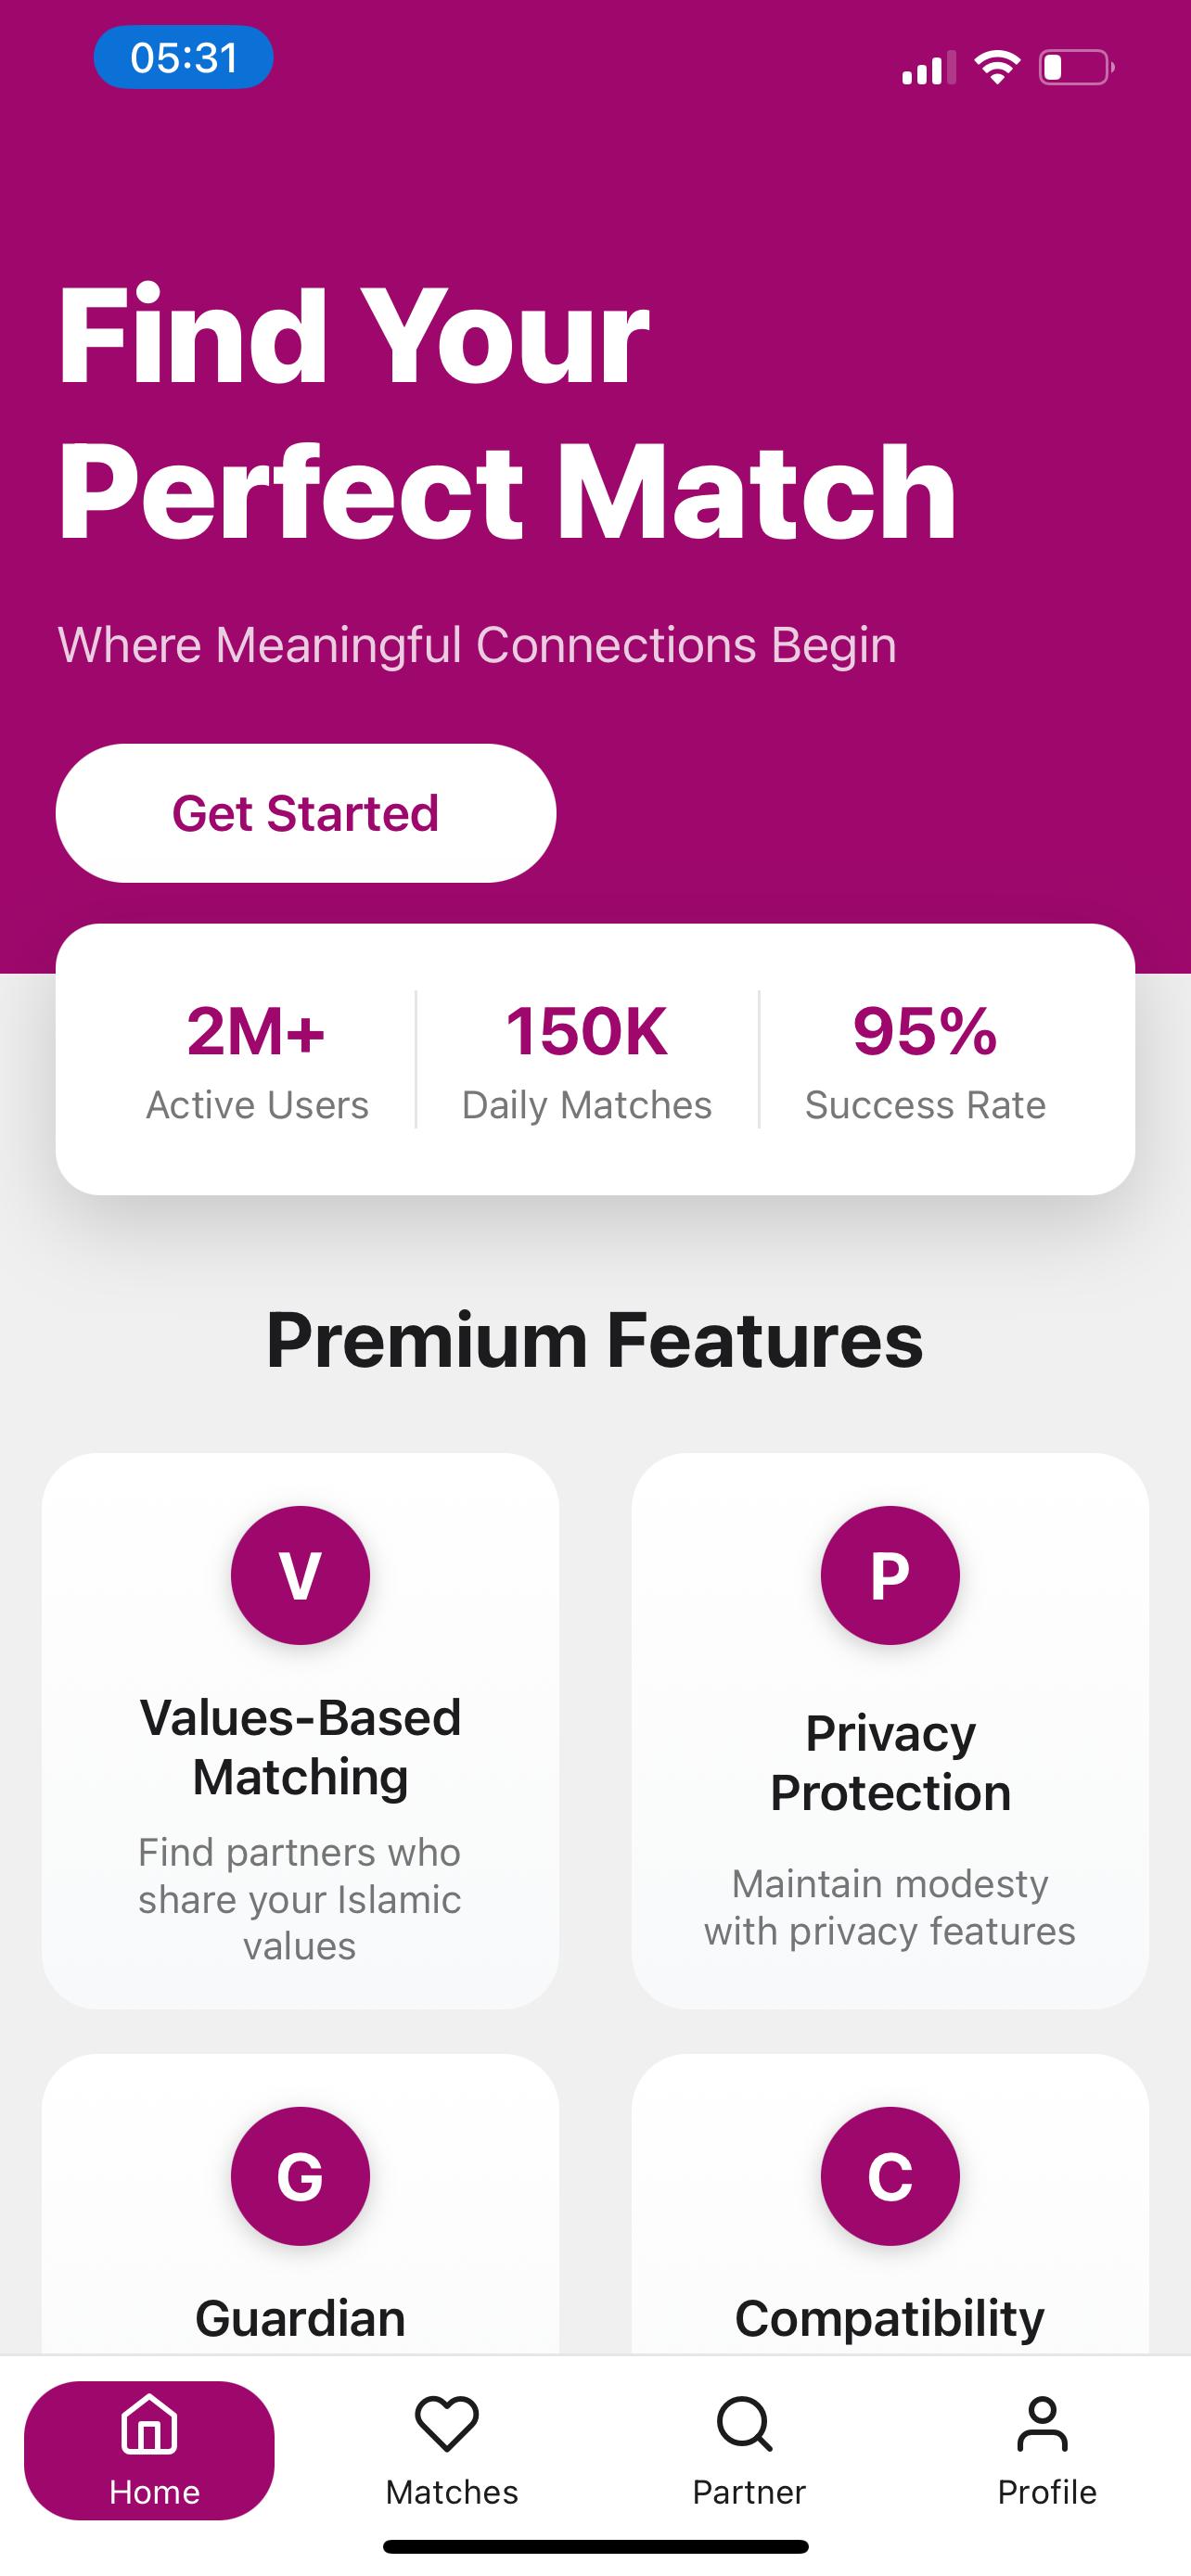 05:31
Find Your
Perfect Match
Where Meaningful Connections Begin
Get Started
2M+
Active Users
150K
Daily Matches
95%
Success Rate
Premium Features
V
Values-Based
Matching
Find partners who
share your Islamic
values
P
Privacy
Protection
Maintain modesty
with privacy features
G
Guardian
C
Compatibility
Home
Matches
Partner
Profile